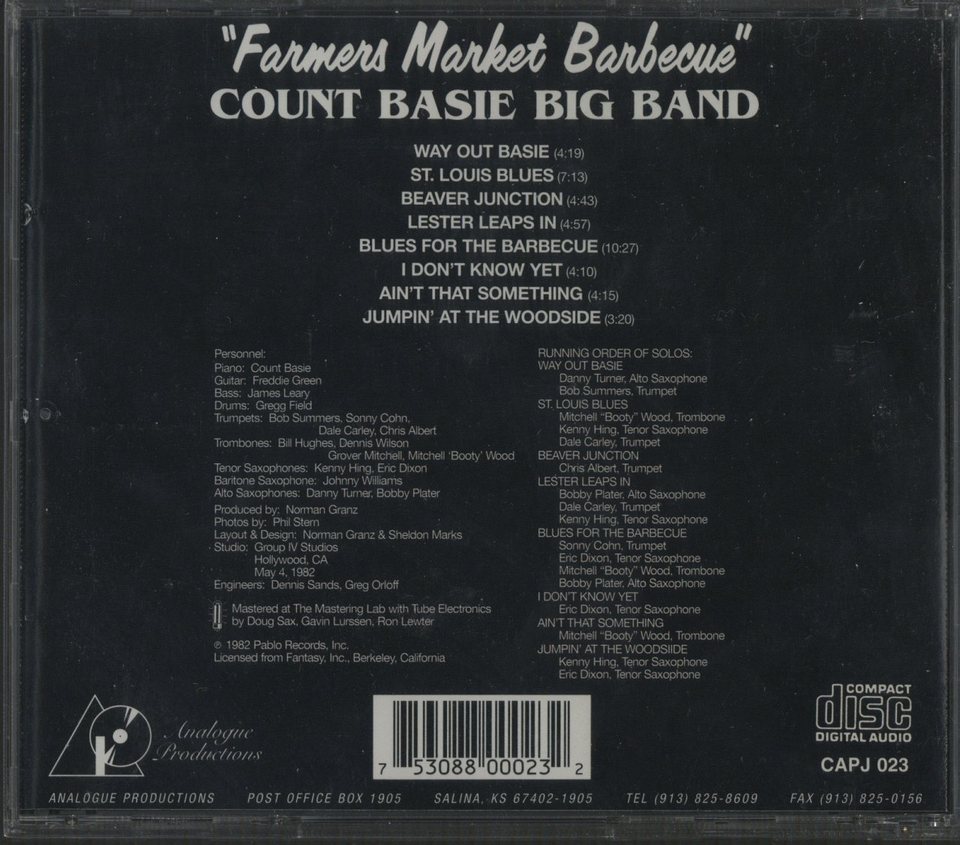 "Farmers Market Barbecue"
COUNT BASIE BIG BAND
WAY OUT BASIE (4:19)
ST. LOUIS BLUES (7:13)
BEAVER JUNCTION (4:43)
LESTER LEAPS IN (4:57)
BLUES FOR THE BARBECUE (10:27)
I DON'T KNOW YET (4:10)
AIN'T THAT SOMETHING (4:15)
JUMPIN' AT THE WOODSIDE (3:20)
Personnel:
Piano: Count Basie
Guitar: Freddie Green
Bass: James Leary
Drums: Gregg Field
Trumpets: Bob Summers, Sonny Cohn,
Dale Carley, Chris Albert
Trombones: Bill Hughes, Dennis Wilson
Grover Mitchell, Mitchell 'Booty' Wood
Tenor Saxophones: Kenny Hing, Eric Dixon
Baritone Saxophone: Johnny Williams
Alto Saxophones: Danny Turner, Bobby Plater
Produced by: Norman Granz
Photos by: Phil Stern
Layout & Design: Norman Granz & Sheldon Marks
Studio: Group IV Studios
Hollywood, CA
May 4, 1982
Engineers: Dennis Sands, Greg Orloff
Mastered at The Mastering Lab with Tube Electronics
by Doug Sax, Gavin Lurssen, Ron Lewter
℗ 1982 Pablo Records, Inc.
Licensed from Fantasy, Inc., Berkeley, California
RUNNING ORDER OF SOLOS:
WAY OUT BASIE
Danny Turner, Alto Saxophone
Bob Summers, Trumpet
ST. LOUIS BLUES
Mitchell "Booty" Wood, Trombone
Kenny Hing, Tenor Saxophone
Dale Carley, Trumpet
BEAVER JUNCTION
Chris Albert, Trumpet
LESTER LEAPS IN
Bobby Plater, Alto Saxophone
Dale Carley, Trumpet
Kenny Hing, Tenor Saxophone
BLUES FOR THE BARBECUE
Sonny Cohn, Trumpet
Eric Dixon, Tenor Saxophone
Mitchell "Booty" Wood, Trombone
Bobby Plater, Alto Saxophone
I DON'T KNOW YET
Eric Dixon, Tenor Saxophone
AIN'T THAT SOMETHING
Mitchell "Booty" Wood, Trombone
JUMPIN' AT THE WOODSIDE
Kenny Hing, Tenor Saxophone
Eric Dixon, Tenor Saxophone
Analogue
Productions
7 53088 00023 2
COMPACT
disc
DIGITAL AUDIO
CAPJ 023
ANALOGUE PRODUCTIONS POST OFFICE BOX 1905 SALINA, KS 67402-1905 TEL (913) 825-8609 FAX (913) 825-0156